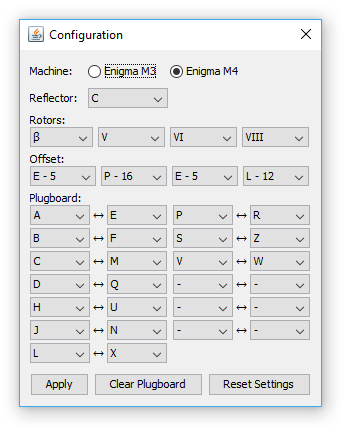 Configuration
Machine: Enigma M3 Enigma M4
Reflector: C
Rotors:
β V VI VIII
Offset:
E - 5 P - 16 E - 5 L - 12
Plugboard:
A ↔ E P ↔ R
B ↔ F S ↔ Z
C ↔ M V ↔ W
D ↔ Q - ↔ -
H ↔ U - ↔ -
J ↔ N - ↔ -
L ↔ X
Apply Clear Plugboard Reset Settings